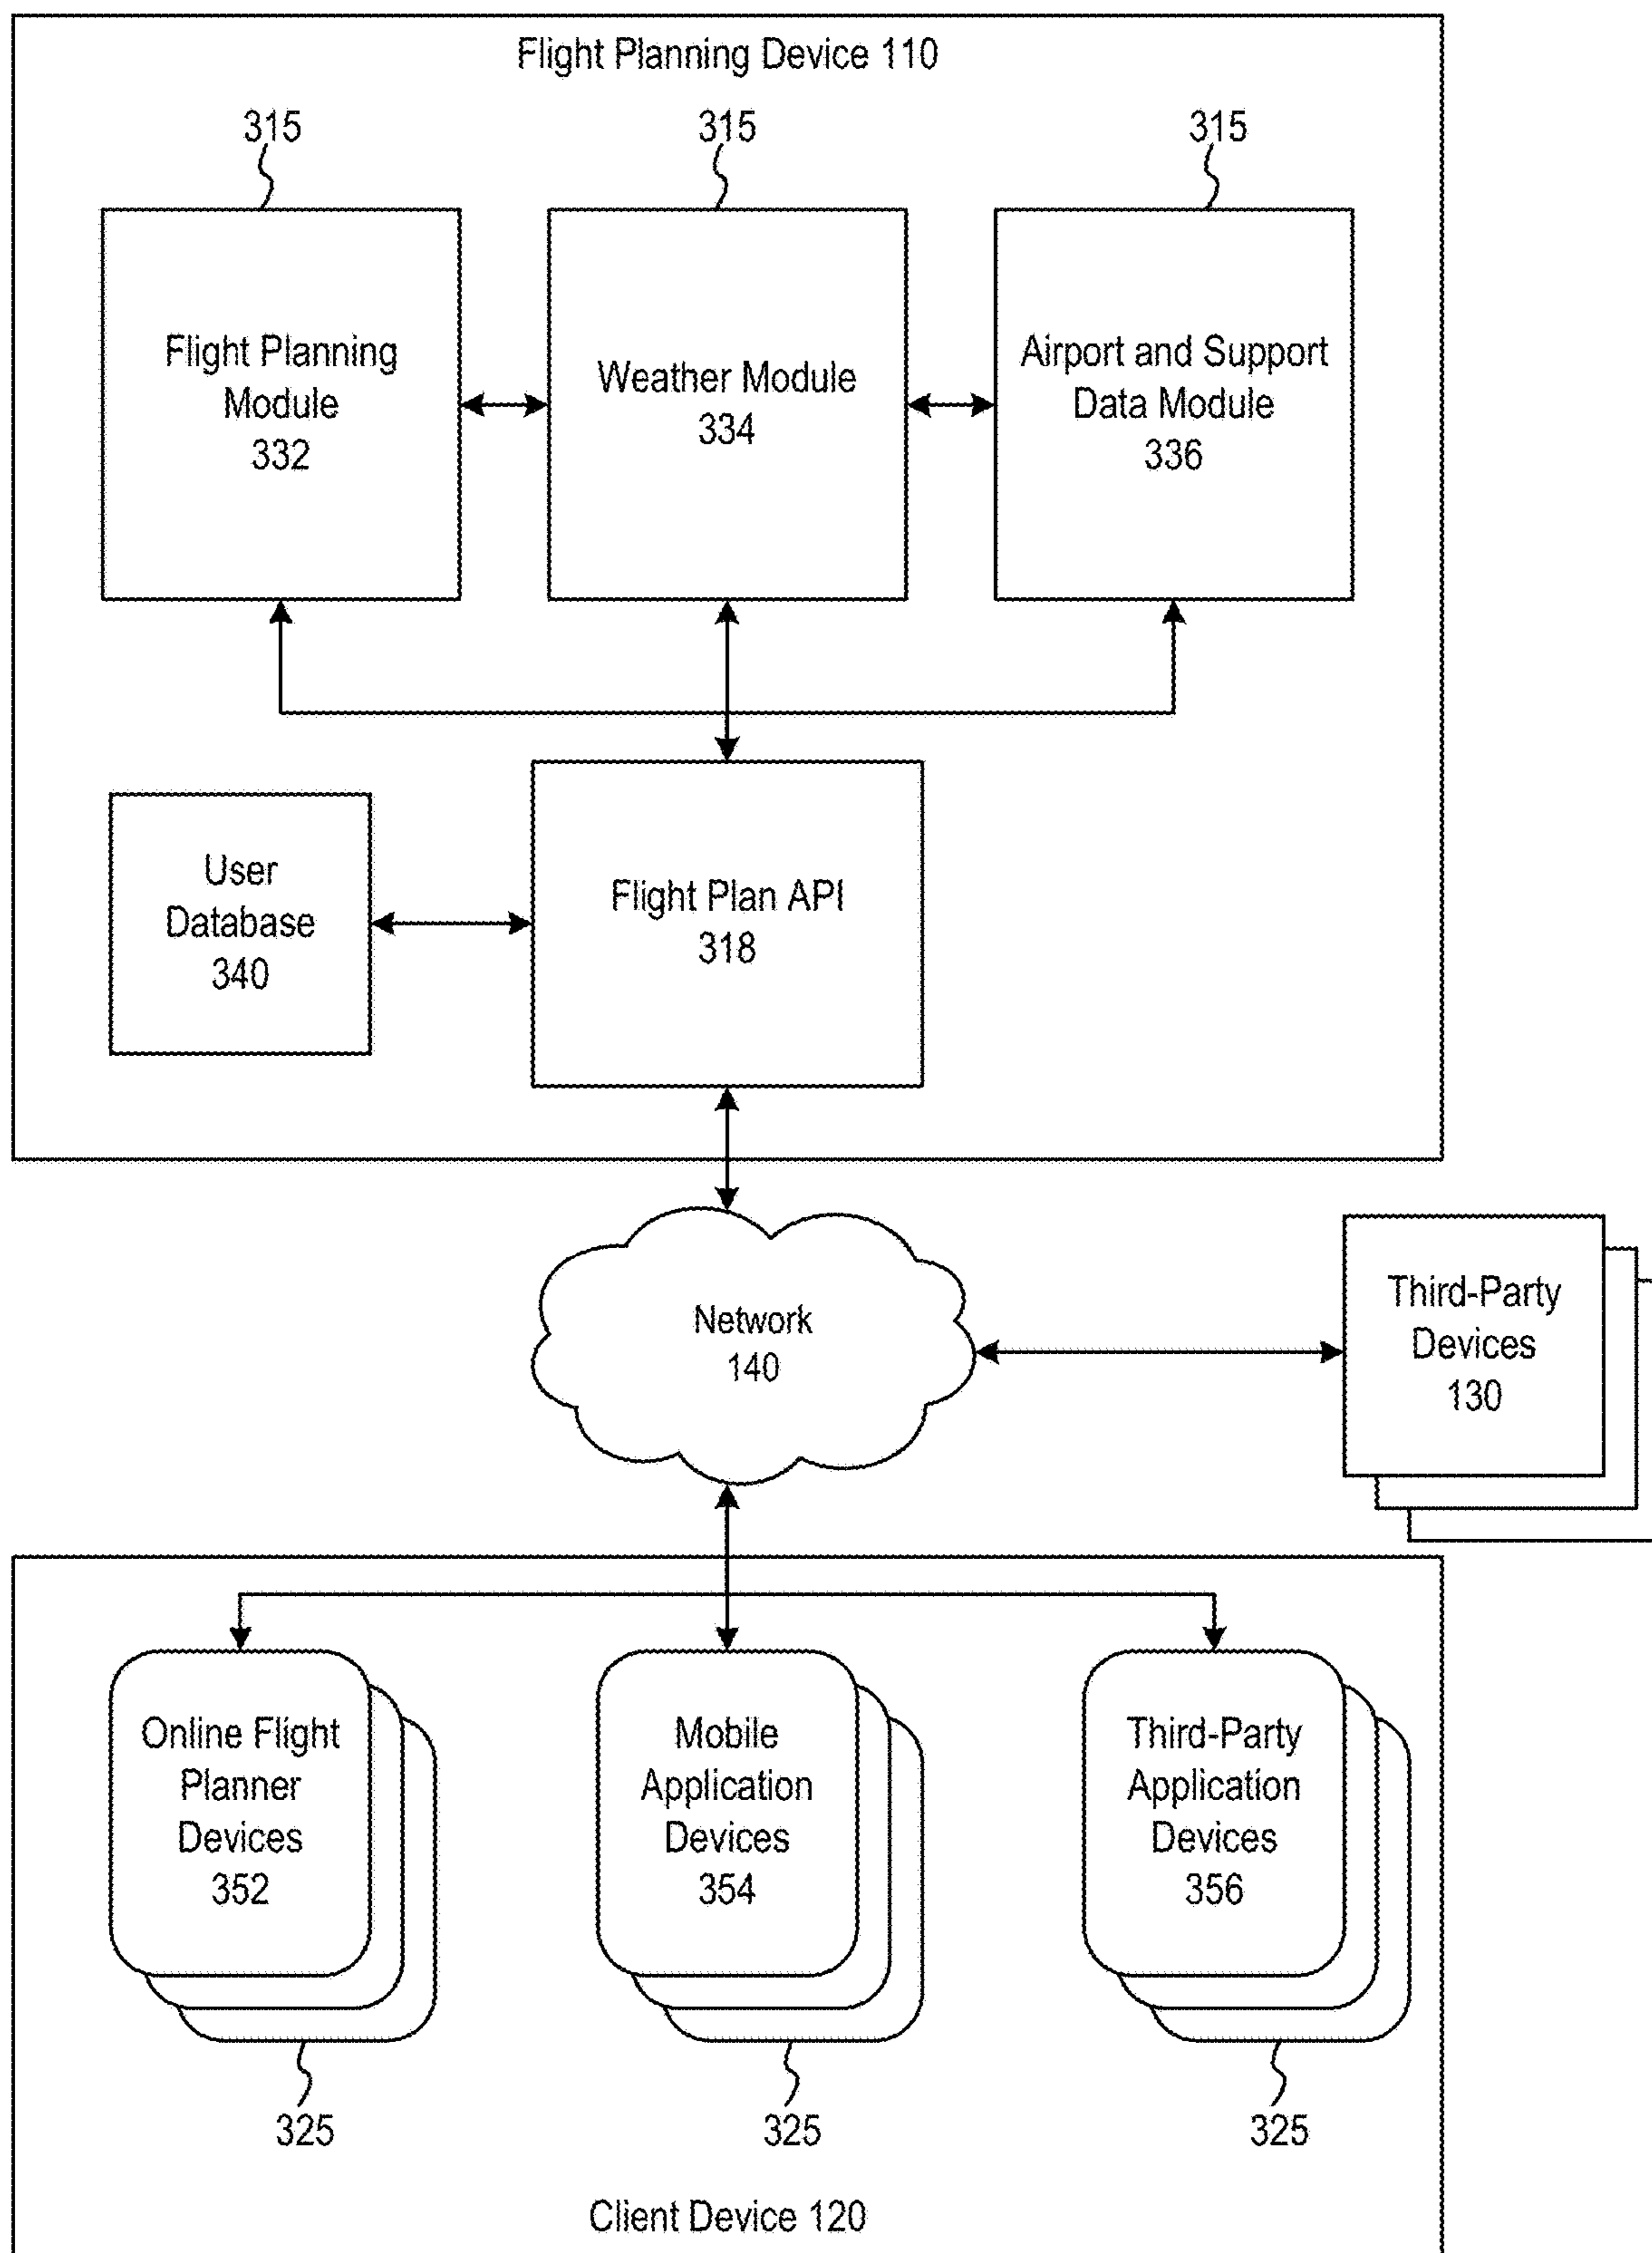 Flight Planning Device 110
315
315
315
Flight Planning
Module
332
Weather Module
334
Airport and Support
Data Module
336
User
Database
340
Flight Plan API
318
Network
140
Third-Party
Devices
130
Online Flight
Planner
Devices
352
Mobile
Application
Devices
354
Third-Party
Application
Devices
356
325
325
325
Client Device 120